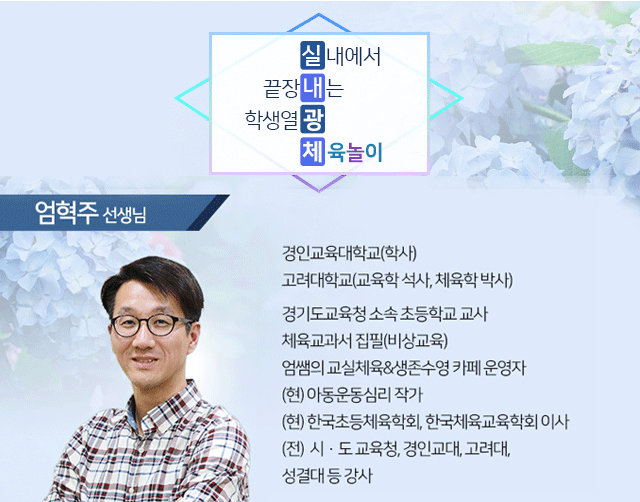 실내에서
끝장내는
학생열광
체육놀이
엄혁주 선생님
경인교육대학교(학사)
고려대학교(교육학 석사, 체육학 박사)
경기도교육청 소속 초등학교 교사
체육교과서 집필(비상교육)
엄쌤의 교실체육&생존수영 카페 운영자
(현) 아동운동심리 작가
(현) 한국초등체육학회, 한국체육교육학회 이사
(전) 시·도 교육청, 경인교대, 고려대,
성결대 등 강사